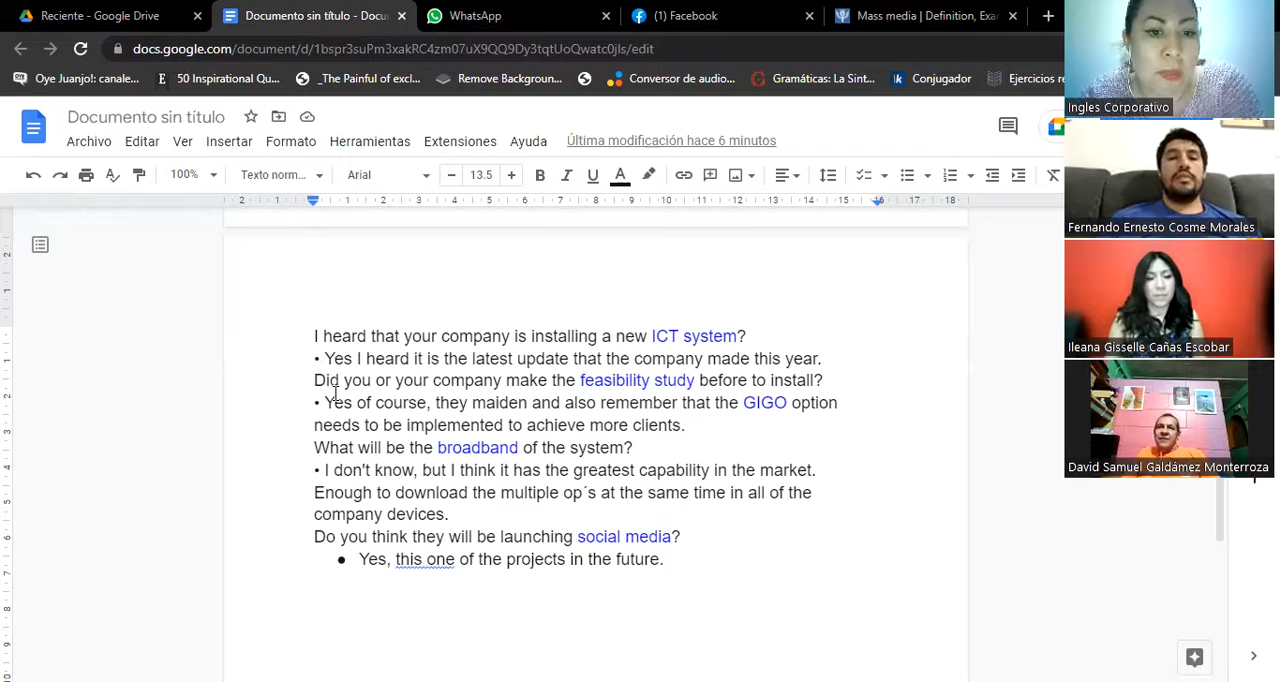 Reciente - Google Drive
Documento sin título - Docu
WhatsApp
(1) Facebook
Mass media | Definition, Exa
docs.google.com/document/d/1bspr3suPm3xakRC4zm07uX9QQ9Dy3tqtUoQwatc0jls/edit
Oye Juanjo!: canale...
50 Inspirational Qu...
_The Painful of excl...
Remove Backgroun...
Conversor de audio...
Gramáticas: La Sint...
Conjugador
Ejercicios re
Documento sin título
Archivo Editar Ver Insertar Formato Herramientas Extensiones Ayuda Última modificación hace 6 minutos
100% Texto norm... Arial 13.5
I heard that your company is installing a new ICT system?
• Yes I heard it is the lastst update that the company made this year.
Did you or your company make the feasibility study before to install?
• Yes of course, they maiden and also remember that the GIGO option
needs to be implemented to achieve more clients.
What will be the broadband of the system?
• I don't know, but I think it has the greatest capability in the market.
Enough to download the multiple op´s at the same time in all of the
company devices.
Do you think they will be launching social media?
● Yes, this one of the projects in the future.
Ingles Corporativo
Fernando Ernesto Cosme Morales
Ileana Gisselle Cañas Escobar
David Samuel Galdámez Monterroza